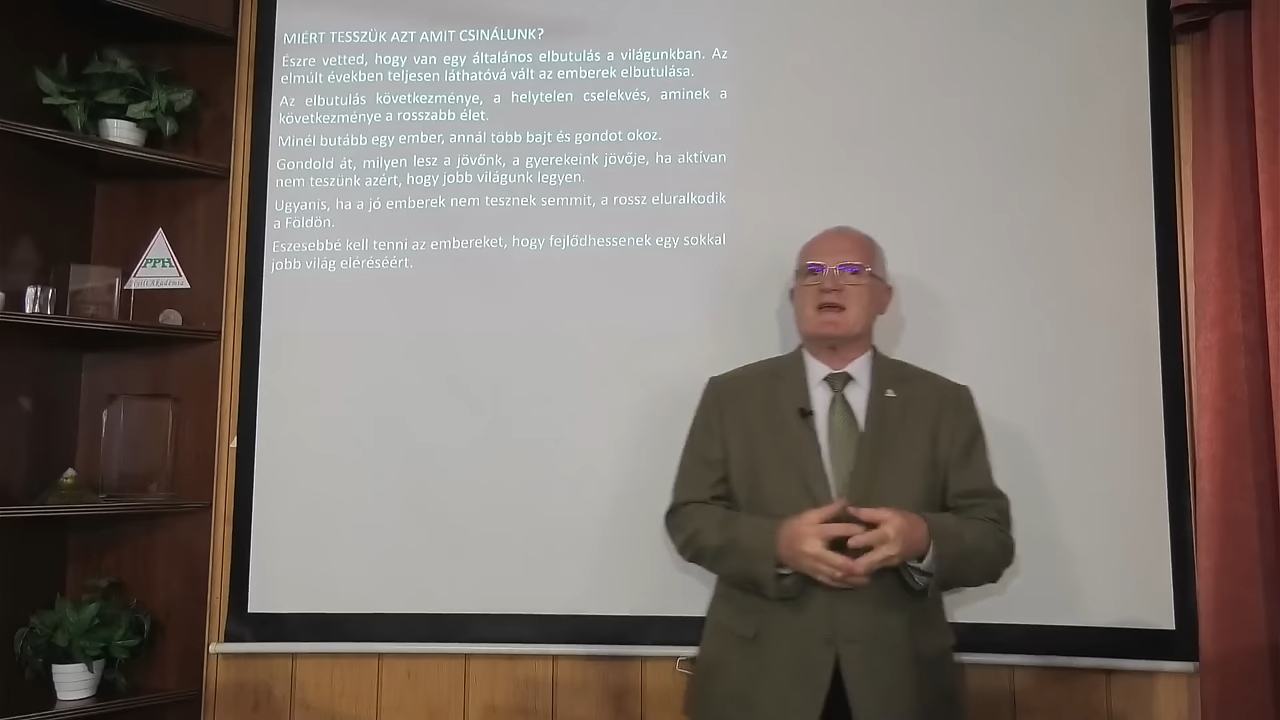 MIÉRT TESSZÜK AZT AMIT CSINÁLUNK?
Észre vetted, hogy van egy általános elbutulás a világunkban. Az
elmúlt években teljesen láthatóvá vált az emberek elbutulása.
Az elbutulás következménye, a helytelen cselekvés, aminek a
következménye a rosszabb élet.
Minél butább egy ember, annál több bajt és gondot okoz.
Gondold át, milyen lesz a jövőnk, a gyerekeink jövője, ha aktívan
nem teszünk azért, hogy jobb világunk legyen.
Ugyanis, ha a jó emberek nem tesznek semmit, a rossz eluralkodik
a Földön.
Eszesebbé kell tenni az embereket, hogy fejlődhessenek egy sokkal
jobb világ eléréséért.
PPH
Akadémia